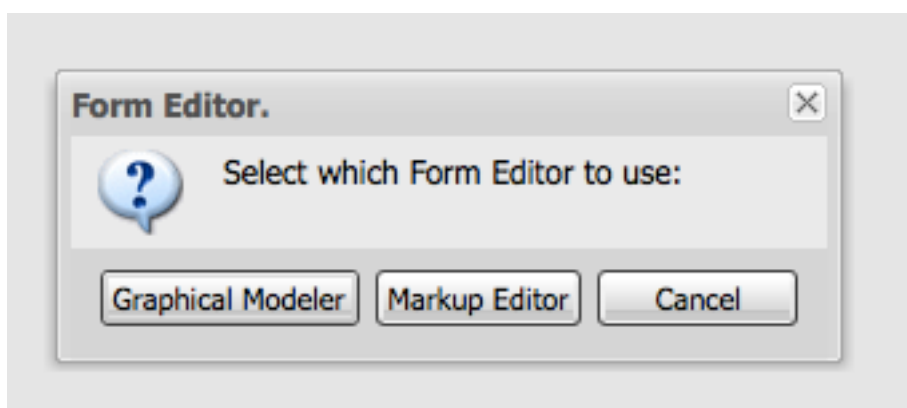 Form Editor.
Select which Form Editor to use:
Graphical Modeler Markup Editor Cancel